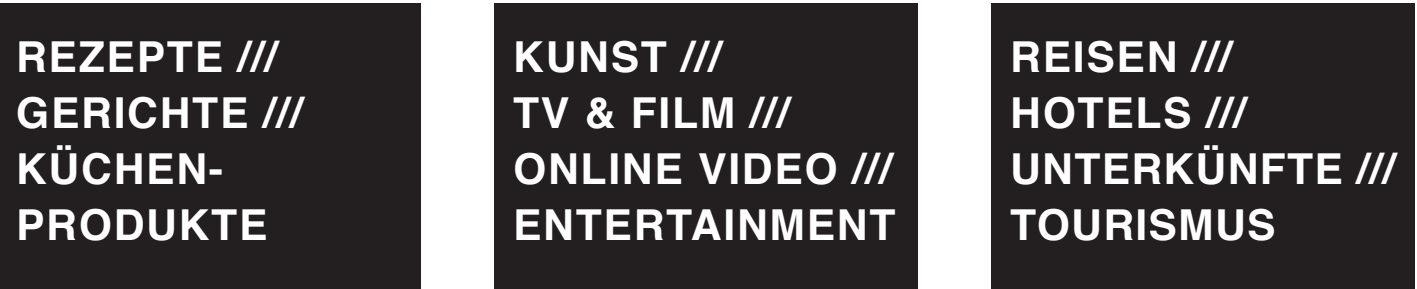 REZEPTE ///
GERICHTE ///
KÜCHEN-
PRODUKTE
KUNST ///
TV & FILM ///
ONLINE VIDEO ///
ENTERTAINMENT
REISEN ///
HOTELS ///
UNTERKÜNFTE ///
TOURISMUS